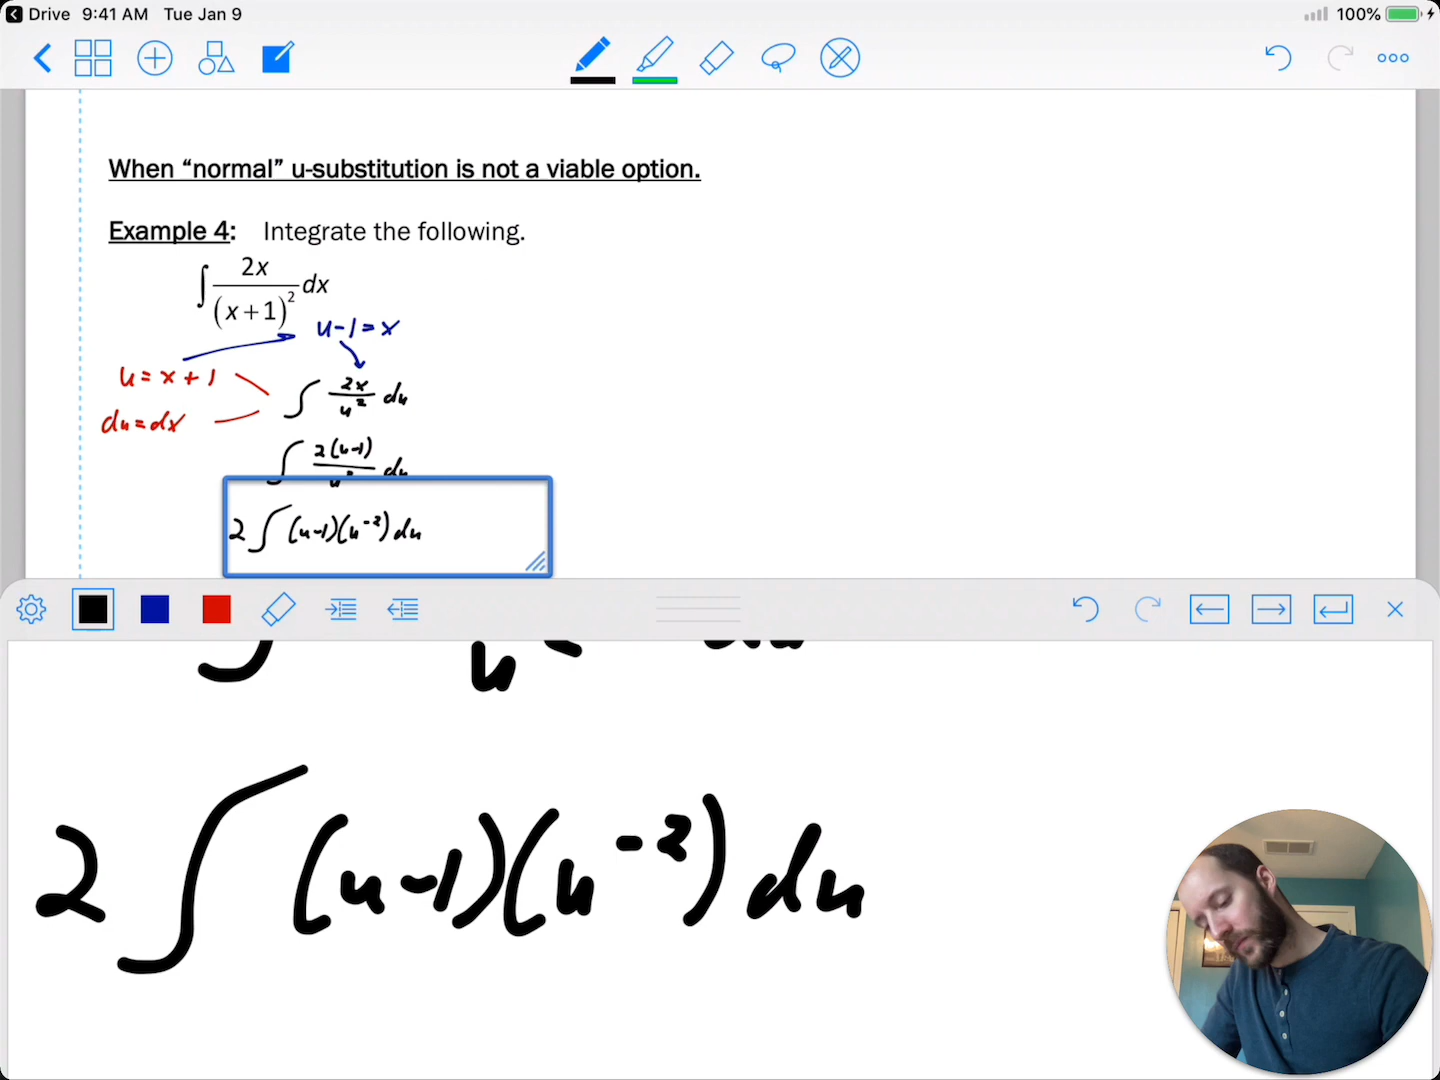 Drive 9:41 AM Tue Jan 9 100%
When “normal” u-substitution is not a viable option.
Example 4: Integrate the following.
∫ 2x/(x+1)² dx
u-1=x
u=x+1
∫ 2x/u² du
du=dx
∫ 2(u-1)/u² du
2∫(u-1)(u⁻²)du
2∫(u-1)(u⁻²)du